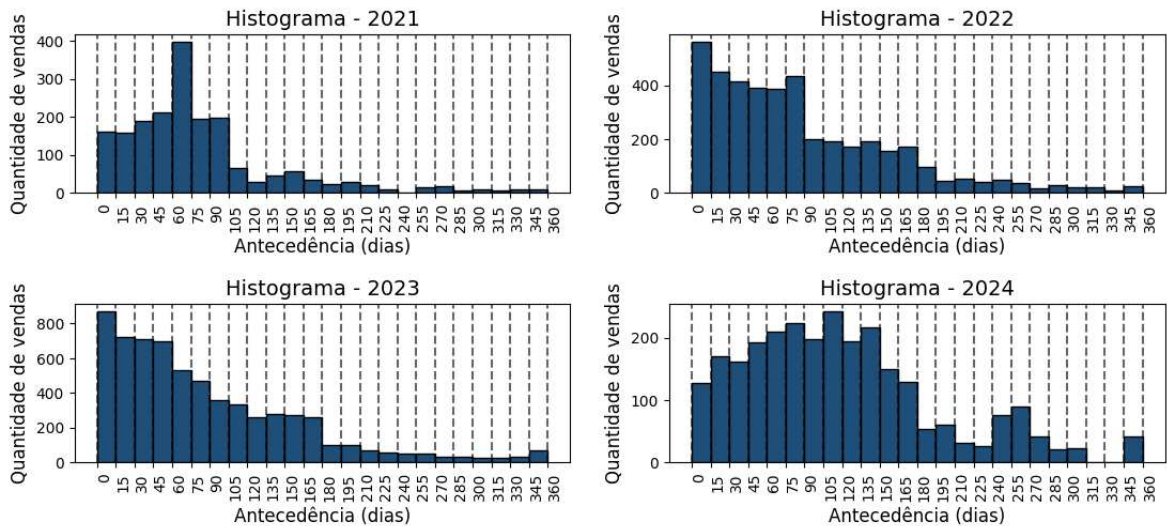 Histograma - 2021
Quantidade de vendas
400
300
200
100
0
0 15 30 45 60 75 90 105 120 135 150 165 180 195 210 225 240 255 270 285 300 315 330 345 360
Antecedência (dias)
Histograma - 2022
Quantidade de vendas
400
200
0
0 15 30 45 60 75 90 105 120 135 150 165 180 195 210 225 240 255 270 285 300 315 330 345 360
Antecedência (dias)
Histograma - 2023
Quantidade de vendas
800
600
400
200
0
0 15 30 45 60 75 90 105 120 135 150 165 180 195 210 225 240 255 270 285 300 315 330 345 360
Antecedência (dias)
Histograma - 2024
Quantidade de vendas
200
100
0
0 15 30 45 60 75 90 105 120 135 150 165 180 195 210 225 240 255 270 285 300 315 330 345 360
Antecedência (dias)